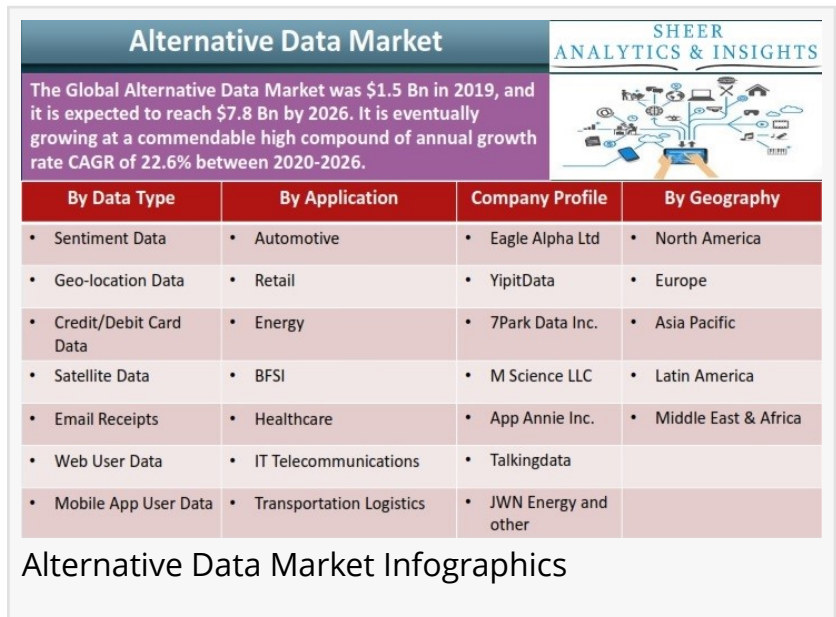 Alternative Data Market
SHEER
ANALYTICS & INSIGHTS
The Global Alternative Data Market was $1.5 Bn in 2019, and
it is expected to reach $7.8 Bn by 2026. It is eventually
growing at a commendable high compound of annual growth
rate CAGR of 22.6% between 2020-2026.
By Data Type By Application Company Profile By Geography
• Sentiment Data • Automotive • Eagle Alpha Ltd • North America
• Geo-location Data • Retail • YipitData • Europe
• Credit/Debit Card • Energy • 7Park Data Inc. • Asia Pacific
Data
• Satellite Data • BFSI • M Science LLC • Latin America
• Email Receipts • Healthcare • App Annie Inc. • Middle East & Africa
• Web User Data • IT Telecommunications • Talkingdata
• Mobile App User Data • Transportation Logistics • JWN Energy and
other
Alternative Data Market Infographics